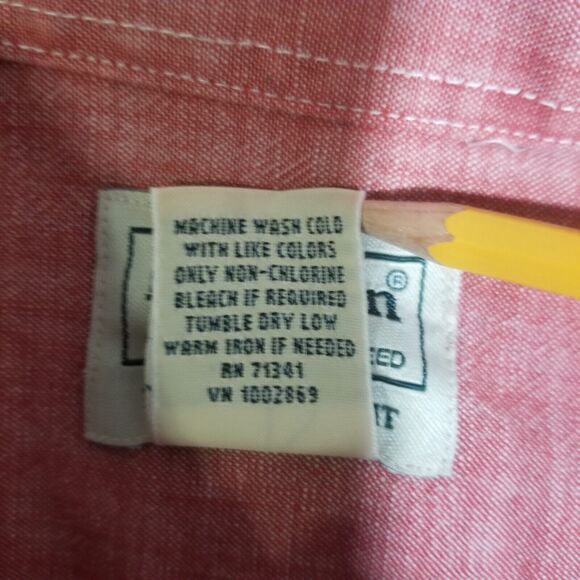 MACHINE WASH COLD
WITH LIKE COLORS
ONLY NON-CHLORINE
BLEACH IF REQUIRED
TUMBLE DRY LOW
WARM IRON IF NEEDED
RN 71341
VN 1002869